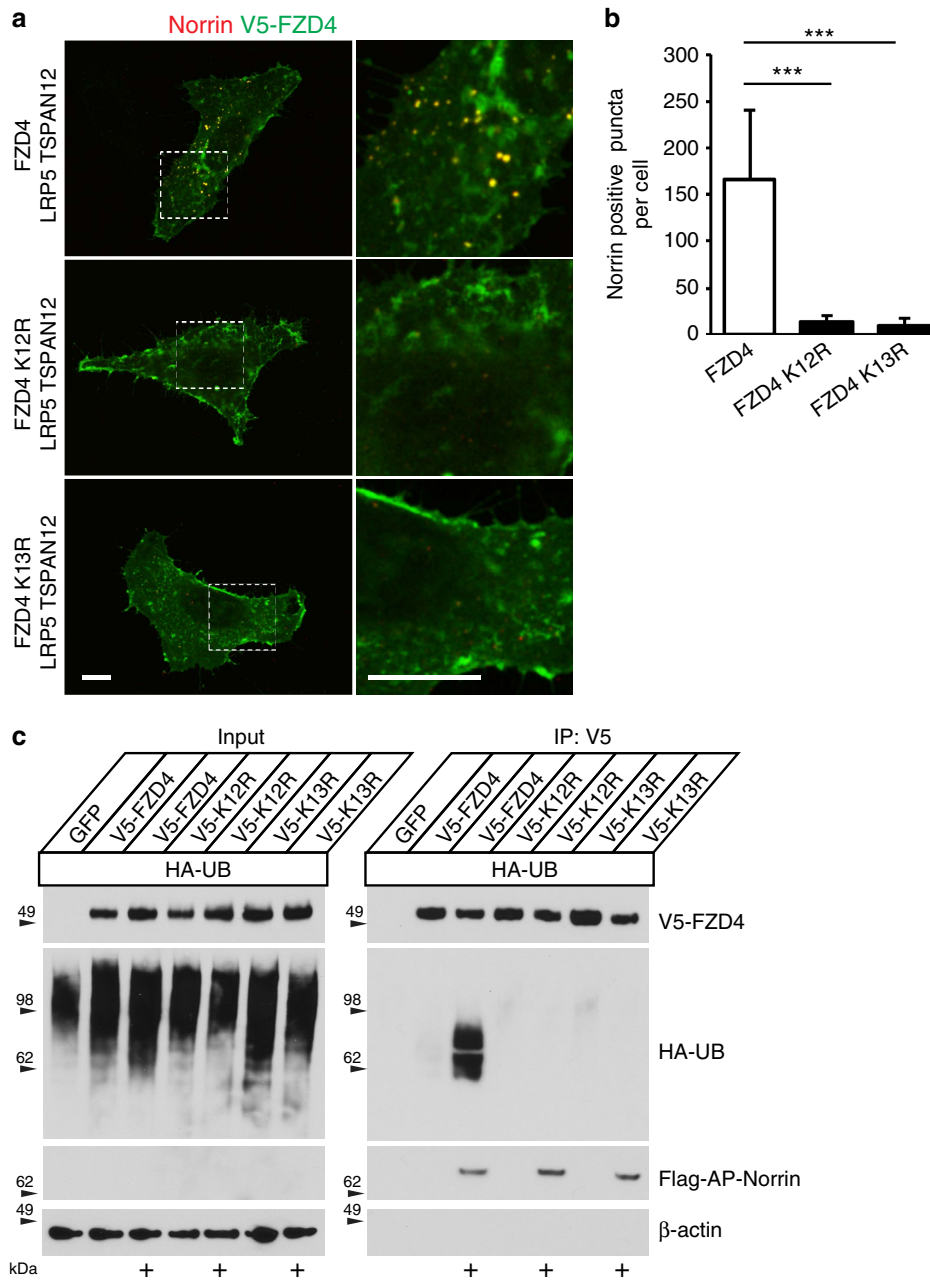 a
Norrin V5-FZD4
FZD4
LRP5 TSPAN12
FZD4 K12R
LRP5 TSPAN12
FZD4 K13R
LRP5 TSPAN12
b
***
***
300
250
200
150
100
50
0
Norrin positive puncta
per cell
FZD4
FZD4 K12R
FZD4 K13R
c
Input
IP: V5
GFP
V5-FZD4
V5-FZD4
V5-K12R
V5-K12R
V5-K13R
V5-K13R
GFP
V5-FZD4
V5-FZD4
V5-K12R
V5-K12R
V5-K13R
V5-K13R
HA-UB
HA-UB
49
49
V5-FZD4
98
98
62
62
HA-UB
62
62
Flag-AP-Norrin
49
49
β-actin
kDa
+ + + + + +